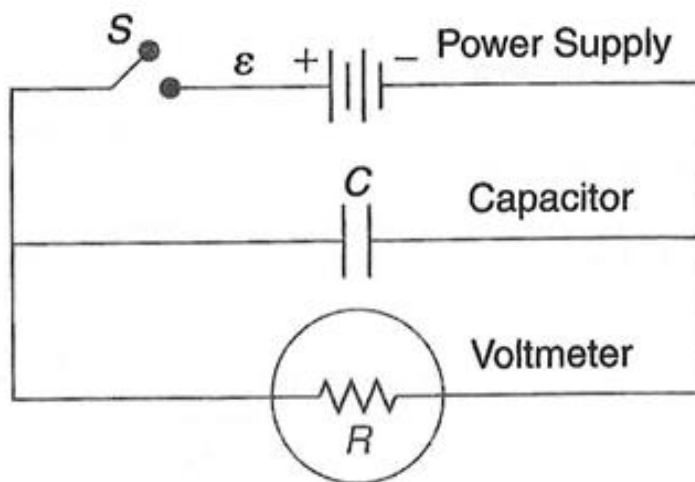 S
ε + − Power Supply
C
Capacitor
Voltmeter
R